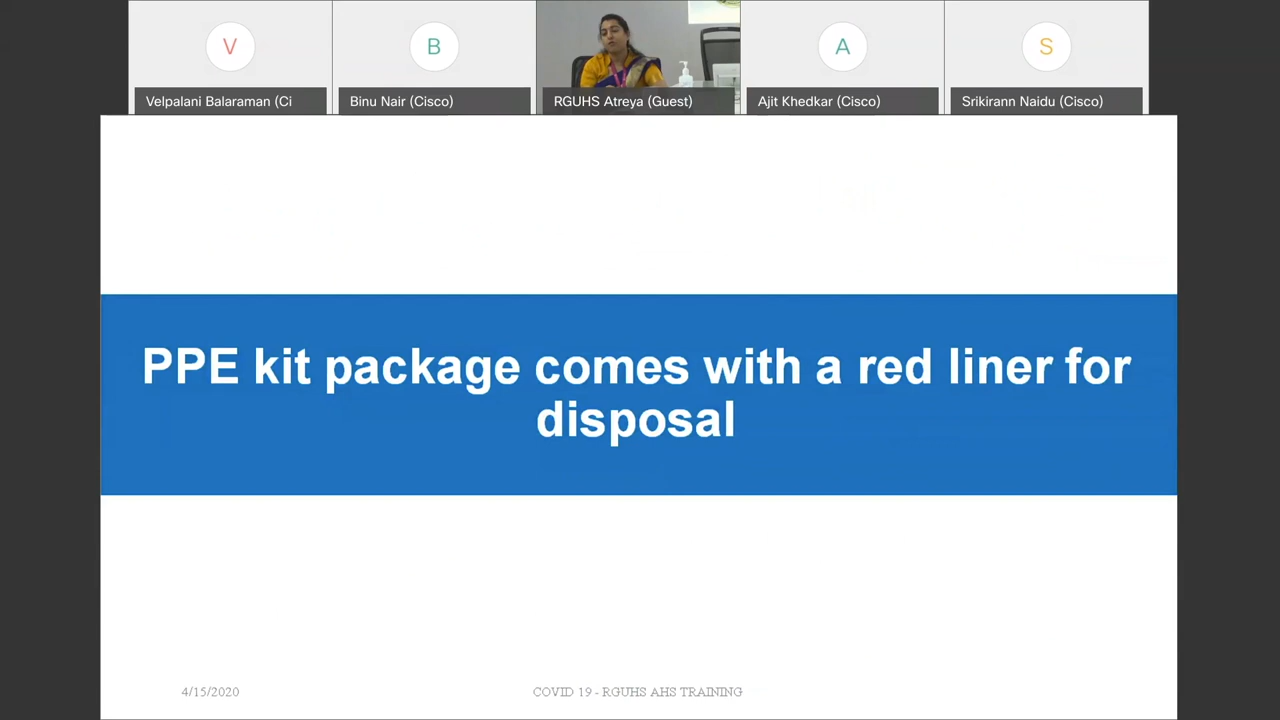 V
B
A
S
Velpalani Balaraman (Ci
Binu Nair (Cisco)
RGUHS Atreya (Guest)
Ajit Khedkar (Cisco)
Srikirann Naidu (Cisco)
PPE kit package comes with a red liner for
disposal
4/15/2020
COVID 19 - RGUHS AHS TRAINING